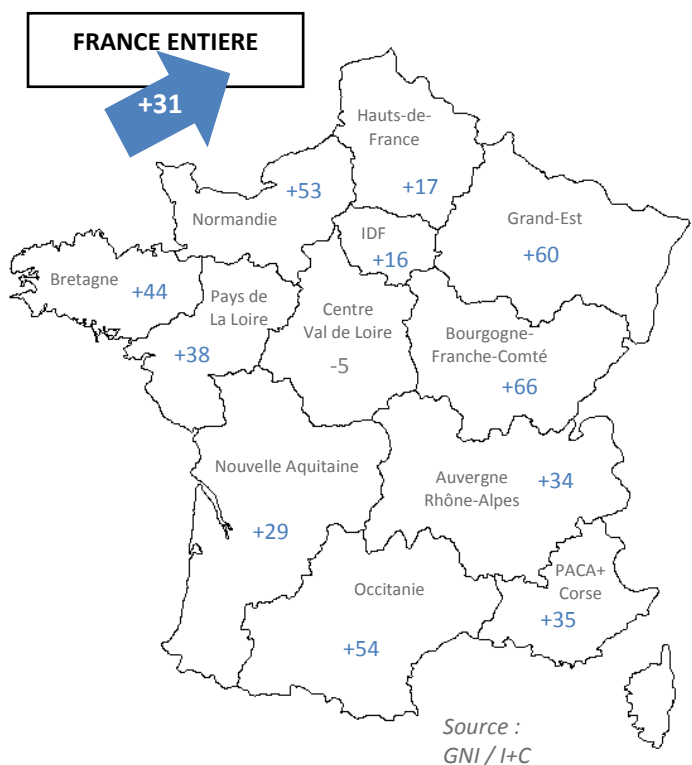 FRANCE ENTIERE
+31
Hauts-de-
France
+17
+53
Normandie
IDF
+16
Grand-Est
+60
Bretagne
+44
Pays de
La Loire
+38
Centre
Val de Loire
-5
Bourgogne-
Franche-Comté
+66
Nouvelle Aquitaine
+29
Auvergne
Rhône-Alpes
+34
PACA+
Corse
+35
Occitanie
+54
Source :
GNI / I+C